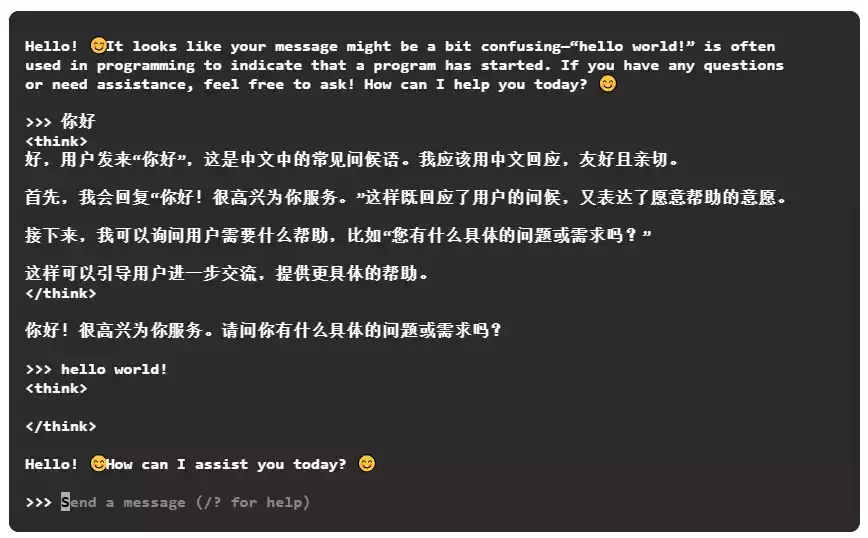 Hello! 😊It looks like your message might be a bit confusing—“hello world!” is often
used in programming to indicate that a program has started. If you have any questions
or need assistance, feel free to ask! How can I help you today? 😊
>>> 你好
<think>
好，用户发来“你好”，这是中文中的常见问候语。我应该用中文回应，友好且亲切。
首先，我会回复“你好！很高兴为你服务。”这样既回应了用户的问候，又表达了愿意帮助的意愿。
接下来，我可以询问用户需要什么帮助，比如“您有什么具体的问题或需求吗？”
这样可以引导用户进一步交流，提供更具体的帮助。
</think>
你好！很高兴为你服务。请问你有什么具体的问题或需求吗？
>>> hello world!
<think>
</think>
Hello! 😊How can I assist you today? 😊
>>> Send a message (/? for help)